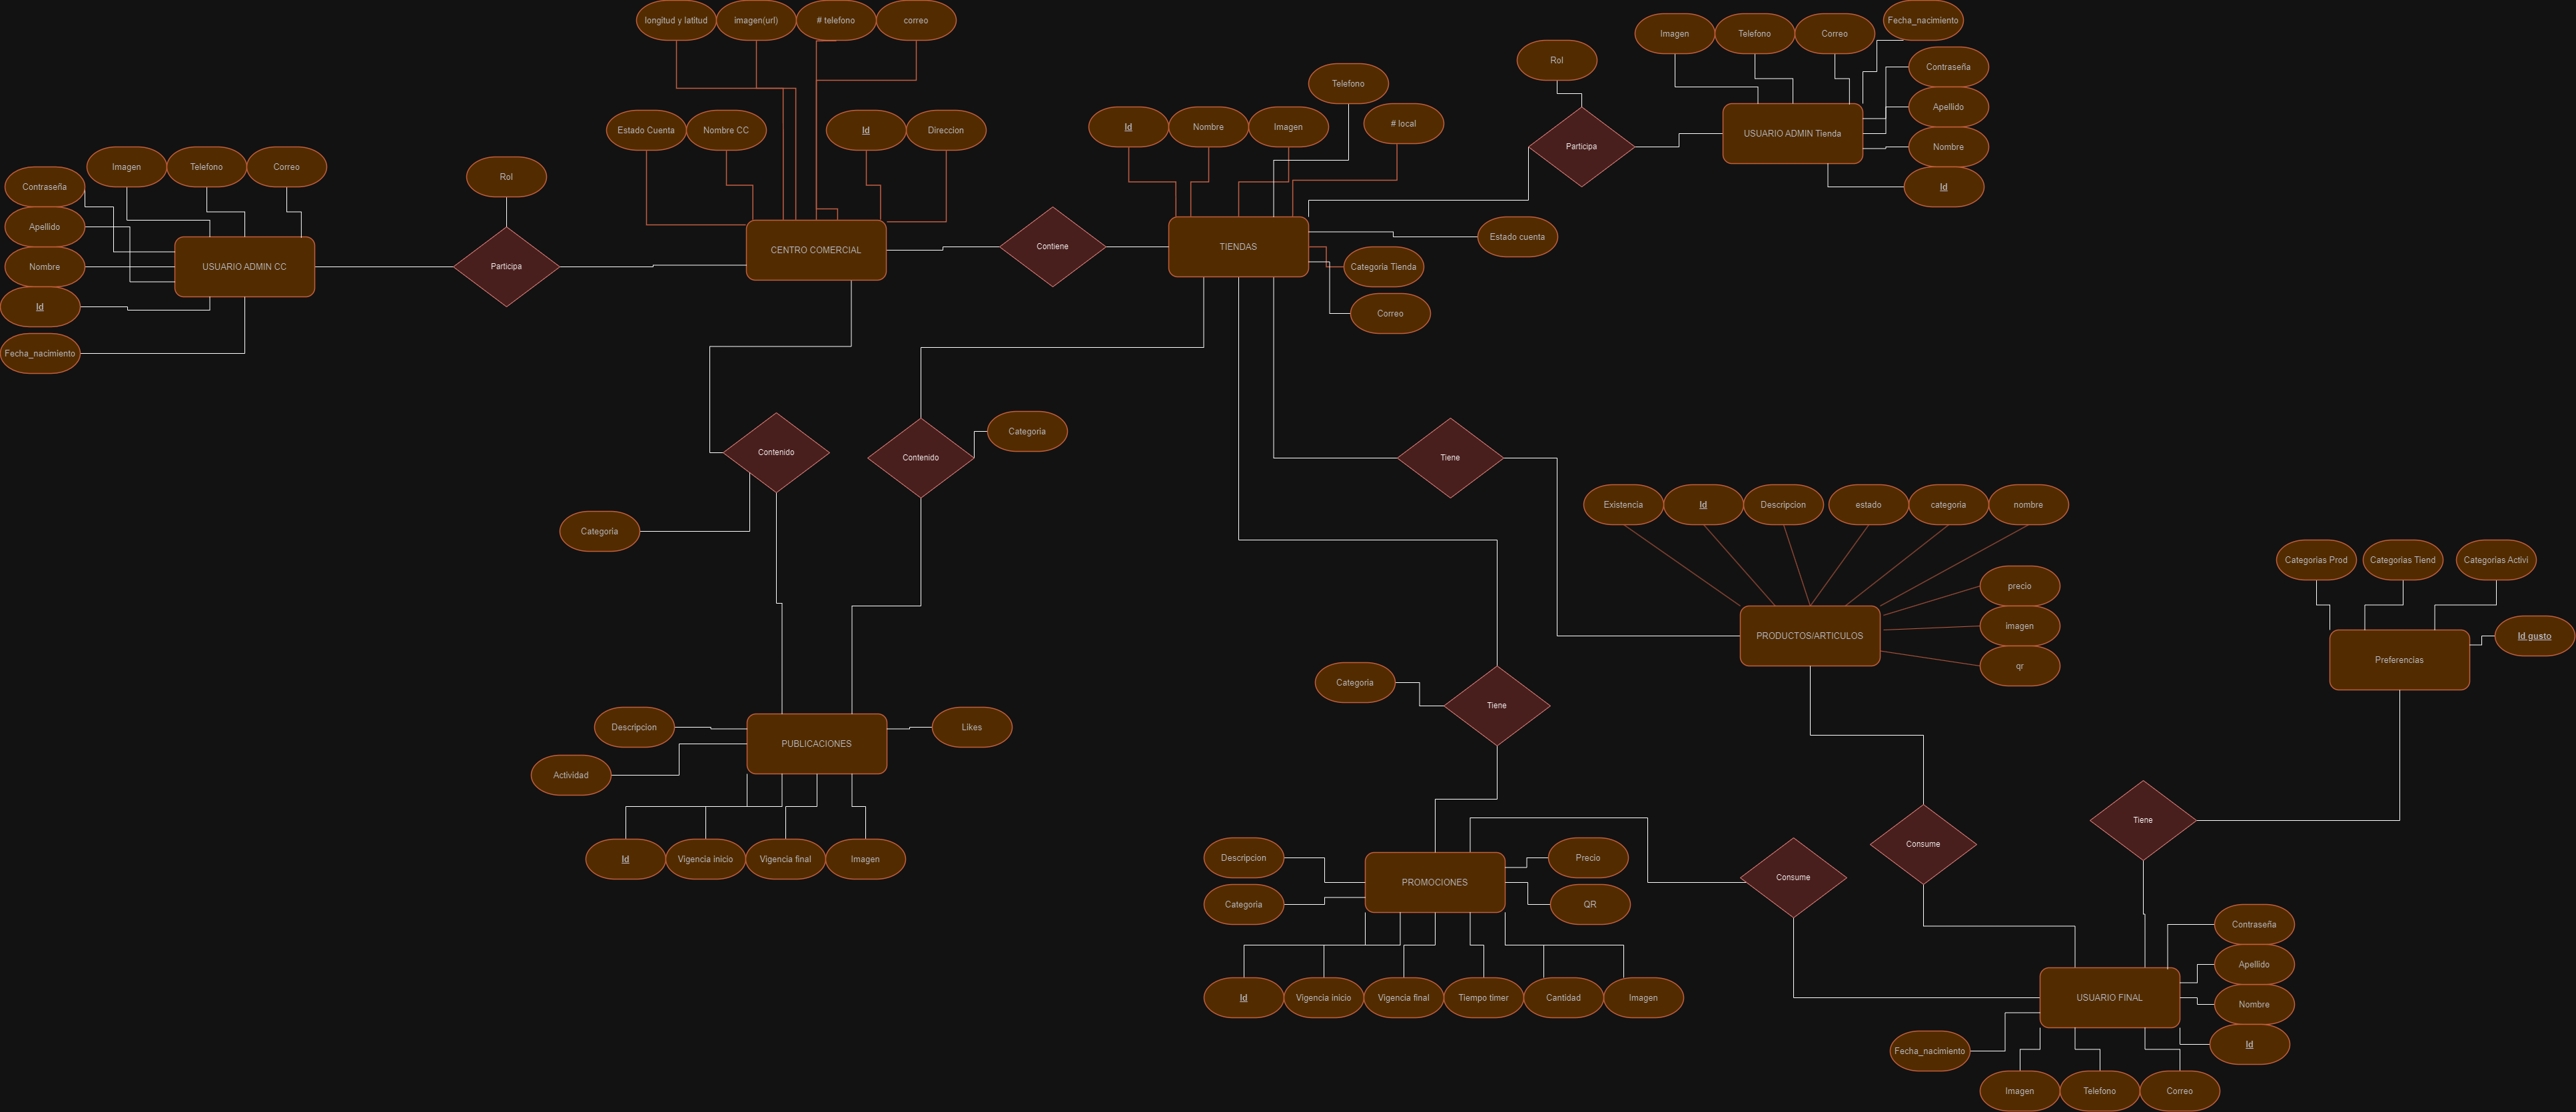 longitud y latitud
imagen(url)
# telefono
correo
Imagen
Telefono
Correo
Fecha_nacimiento
Rol
Contraseña
Telefono
Apellido
Id
Nombre
Imagen
# local
Estado Cuenta
Nombre CC
Id
Direccion
USUARIO ADMIN Tienda
Participa
Nombre
Id
Imagen
Telefono
Correo
Contraseña
Rol
Apellido
Nombre
Id
Fecha_nacimiento
USUARIO ADMIN CC
Participa
CENTRO COMERCIAL
Contiene
TIENDAS
Estado cuenta
Categoria Tienda
Correo
Contenido
Contenido
Categoria
Categoria
Tiene
Existencia
Id
Descripcion
estado
categoria
nombre
precio
imagen
qr
PRODUCTOS/ARTICULOS
Categorias Prod
Categorias Tiend
Categorias Activi
Id gusto
Preferencias
Categoria
Tiene
Descripcion
Likes
PUBLICACIONES
Actividad
Id
Vigencia inicio
Vigencia final
Imagen
Tiene
Consume
Consume
Descripcion
Precio
PROMOCIONES
Categoria
QR
Id
Vigencia inicio
Vigencia final
Tiempo timer
Cantidad
Imagen
Contraseña
Apellido
Nombre
Id
USUARIO FINAL
Fecha_nacimiento
Imagen
Telefono
Correo